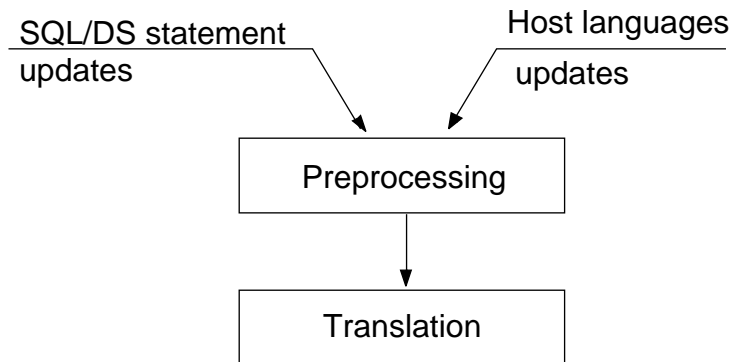 SQL/DS statement
updates
Host languages
updates
Preprocessing
Translation